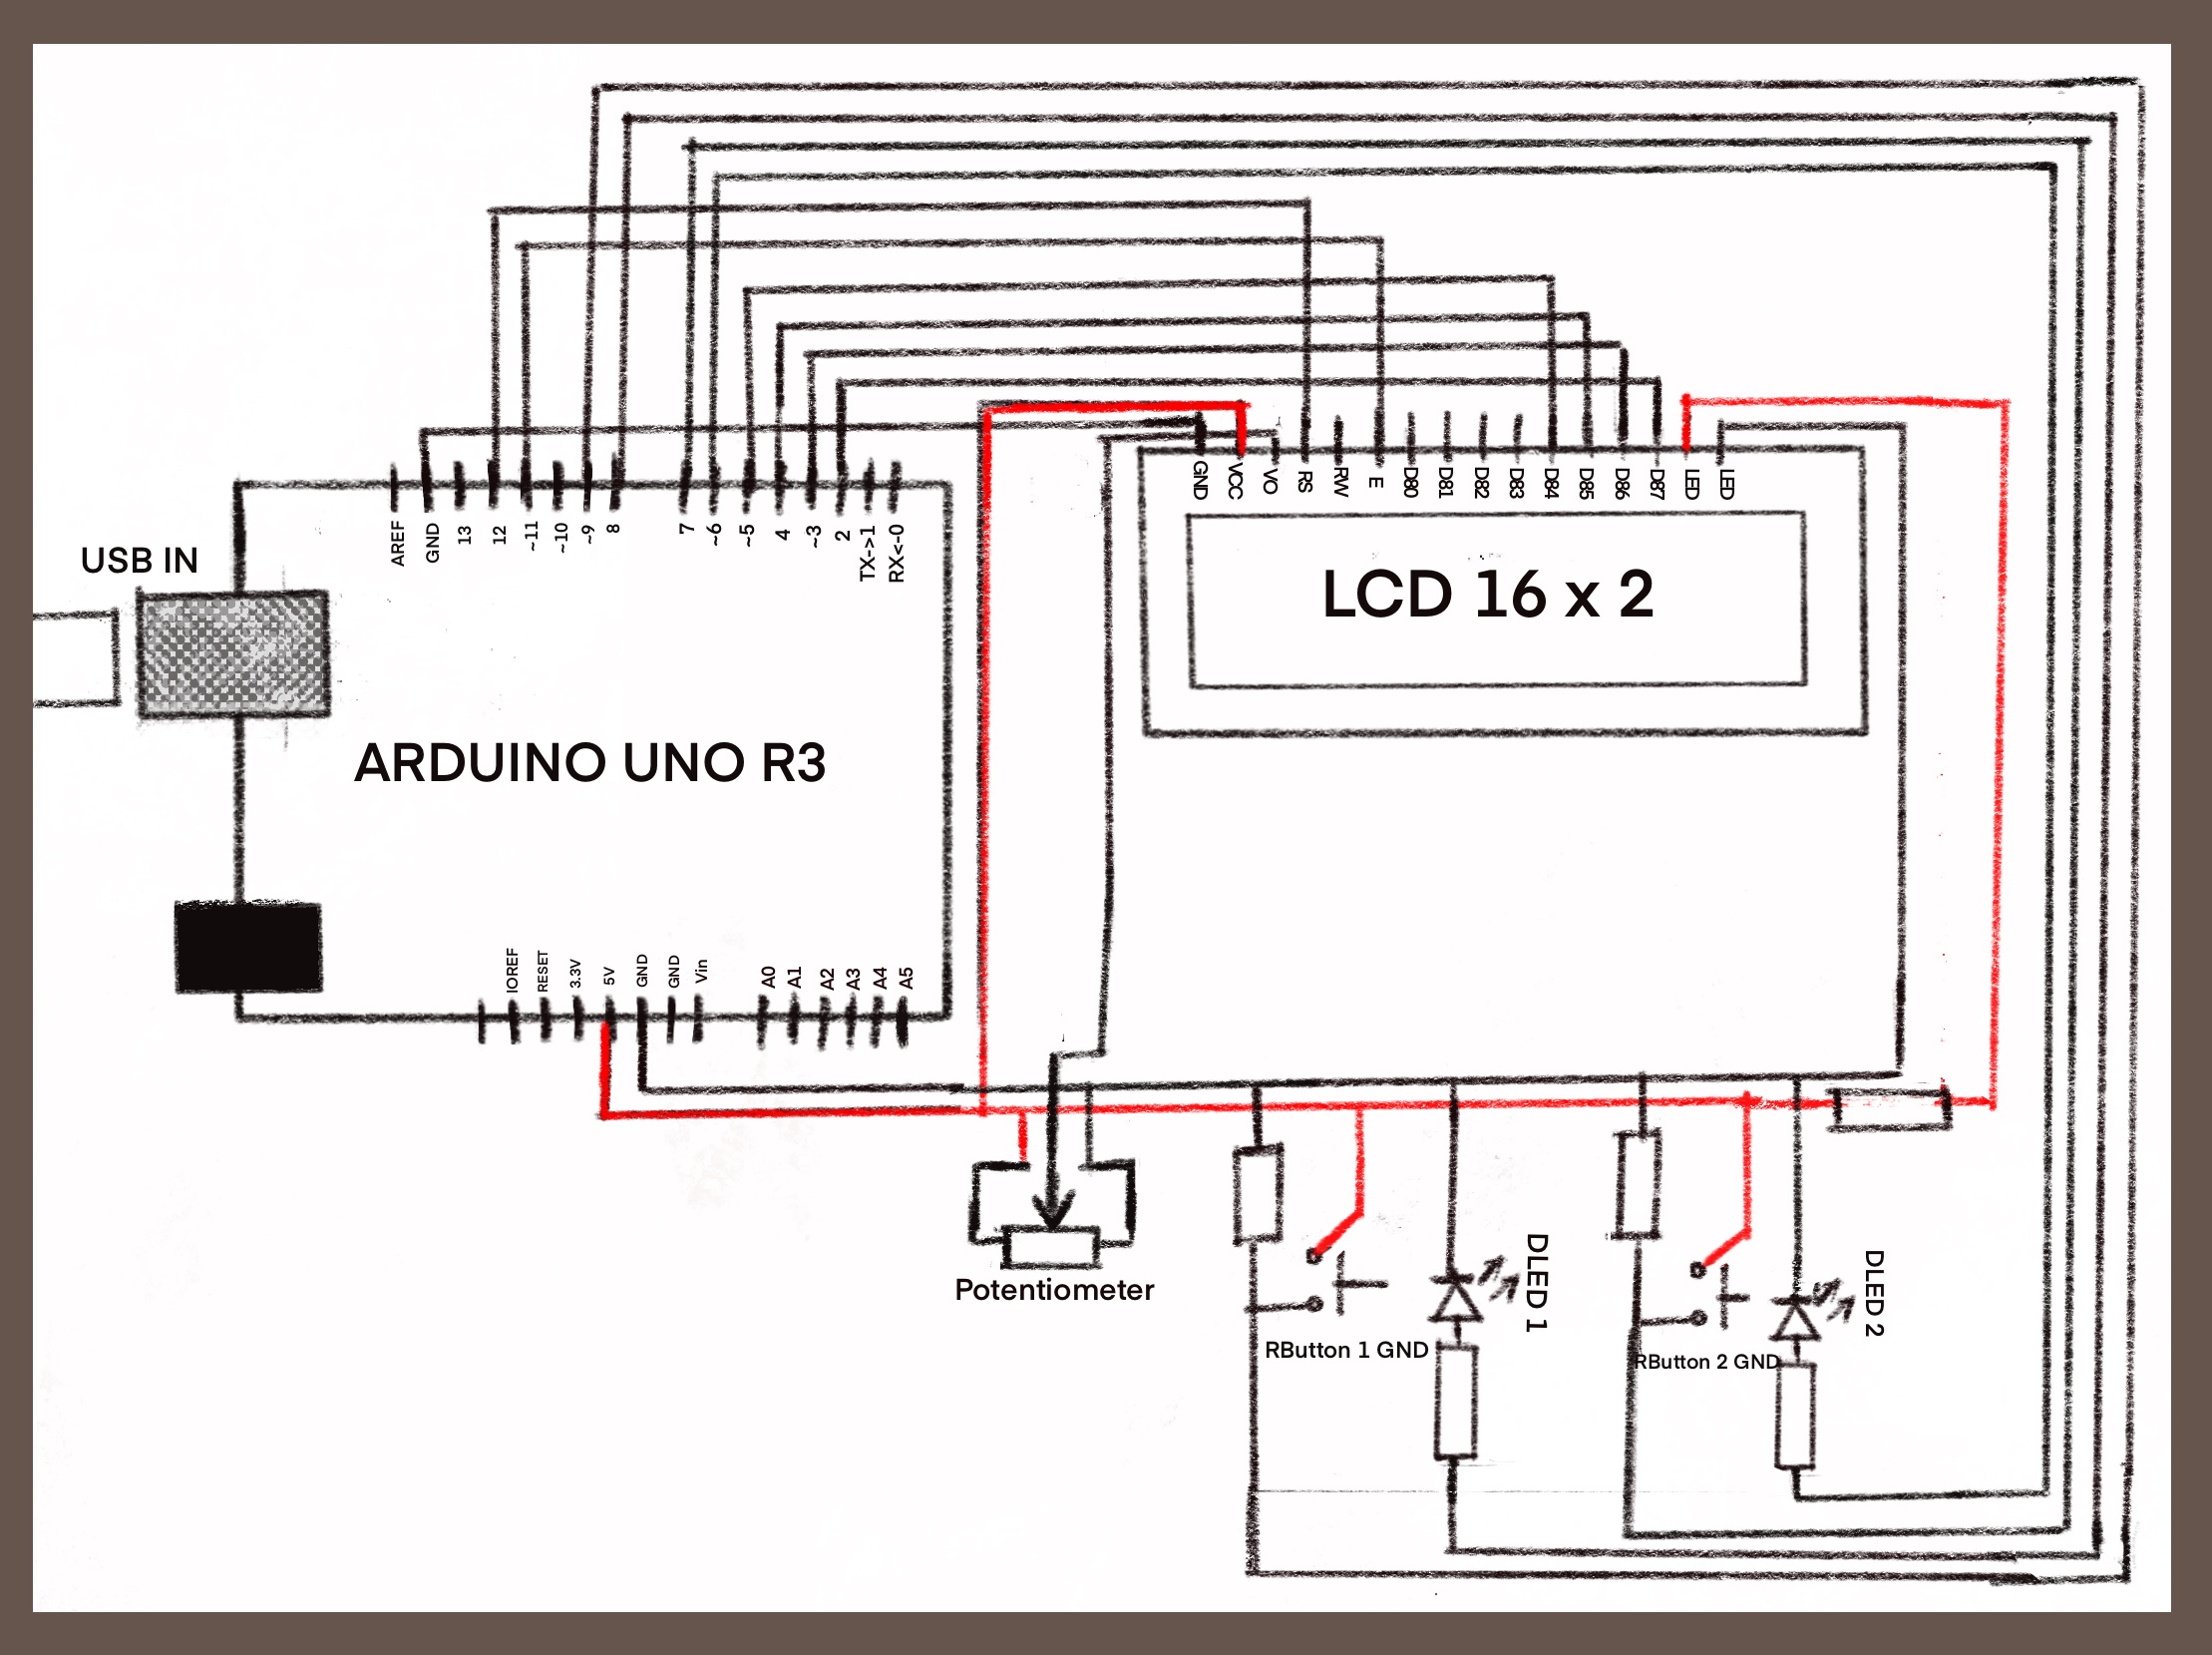 USB IN
AREF
GND
13
12
~11
~10
~9
8
7
~6
~5
4
~3
2
TX->1
RX<-0
ARDUINO UNO R3
IOREF
RESET
3.3V
5V
GND
GND
Vin
A0
A1
A2
A3
A4
A5
GND
VCC
VO
RS
RW
E
DB0
DB1
DB2
DB3
DB4
DB5
DB6
DB7
LED
LED
LCD 16 x 2
Potentiometer
RButton 1 GND
DLED 1
RButton 2 GND
DLED 2